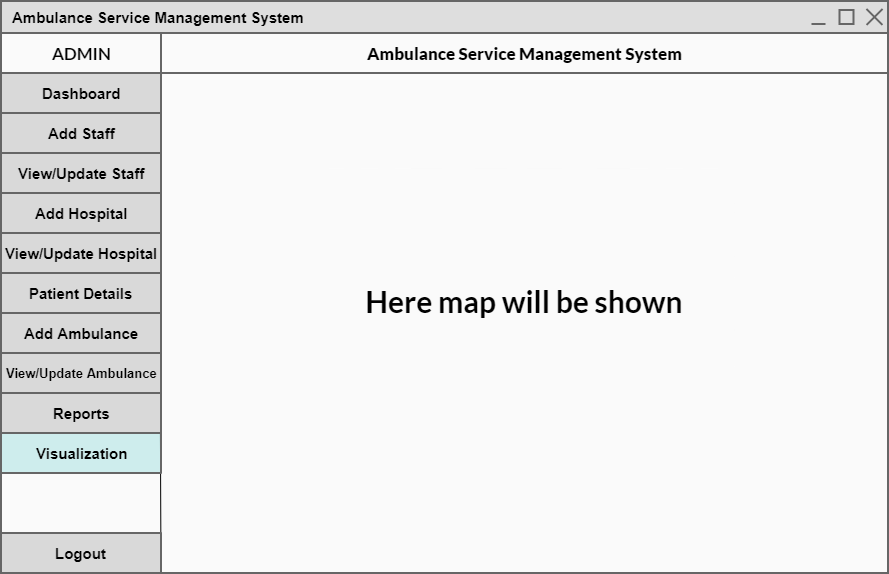 Ambulance Service Management System
ADMIN
Ambulance Service Management System
Dashboard
Add Staff
View/Update Staff
Add Hospital
View/Update Hospital
Patient Details
Add Ambulance
View/Update Ambulance
Reports
Visualization
Logout
Here map will be shown